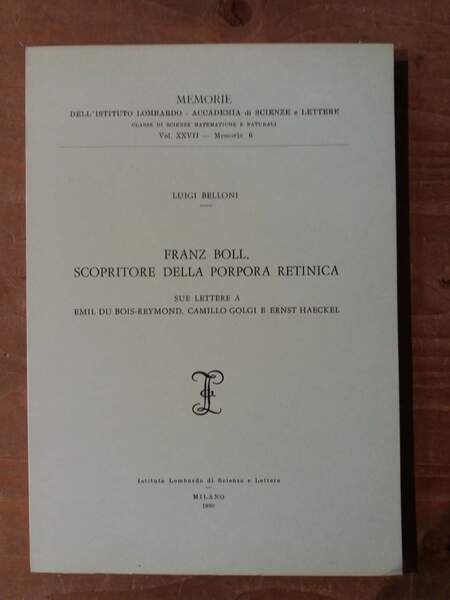 MEMORIE
DELL'ISTITUTO LOMBARDO - ACCADEMIA di SCIENZE e LETTERE
CLASSE DI SCIENZE MATEMATICHE E NATURALI
Vol. XXVII — Memoria 6
LUIGI BELLONI
FRANZ BOLL,
SCOPRITORE DELLA PORPORA RETINICA
SUE LETTERE A
EMIL DU BOIS-REYMOND, CAMILLO GOLGI E ERNST HAECKEL
Istituto Lombardo di Scienze e Lettere
MILANO